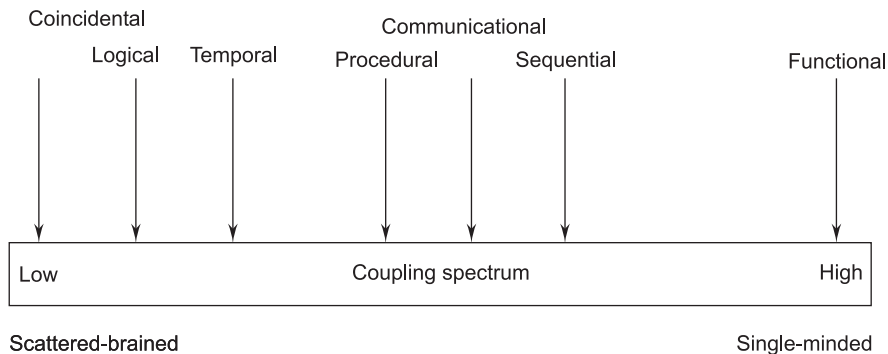 Coincidental
Communicational
Logical
Temporal
Procedural
Sequential
Functional
Low
Coupling spectrum
High
Scattered-brained
Single-minded